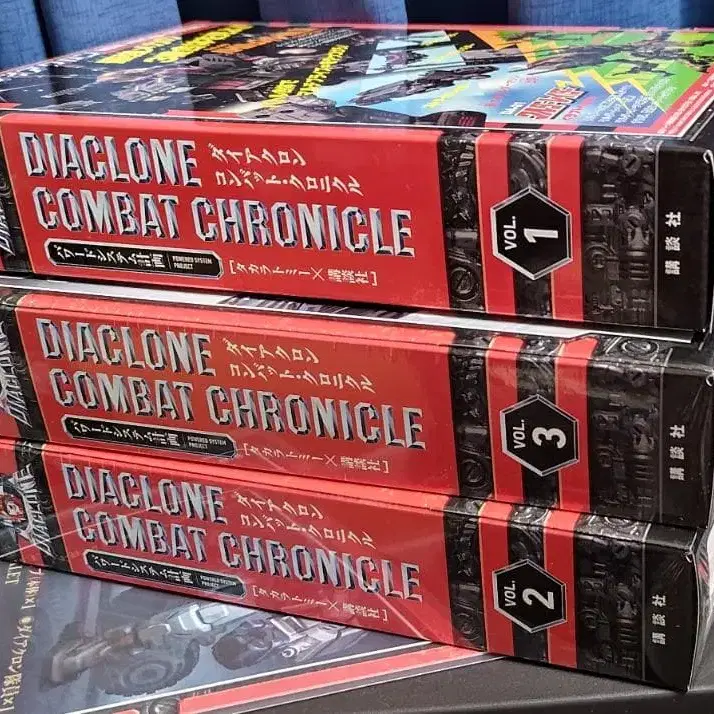 DIACLONE
COMBAT CHRONICLE
ダイアクロン
コンバット・クロニクル
パワードシステム計画
POWERED SYSTEM
PROJECT
[タカラトミー×講談社]
VOL.
1
講談社
DIACLONE
COMBAT CHRONICLE
ダイアクロン
コンバット・クロニクル
パワードシステム計画
POWERED SYSTEM
PROJECT
[タカラトミー×講談社]
VOL.
3
講談社
DIACLONE
DIACLONE
COMBAT CHRONICLE
ダイアクロン
コンバット・クロニクル
パワードシステム計画
POWERED SYSTEM
PROJECT
[タカラトミー×講談社]
VOL.
2
講談社